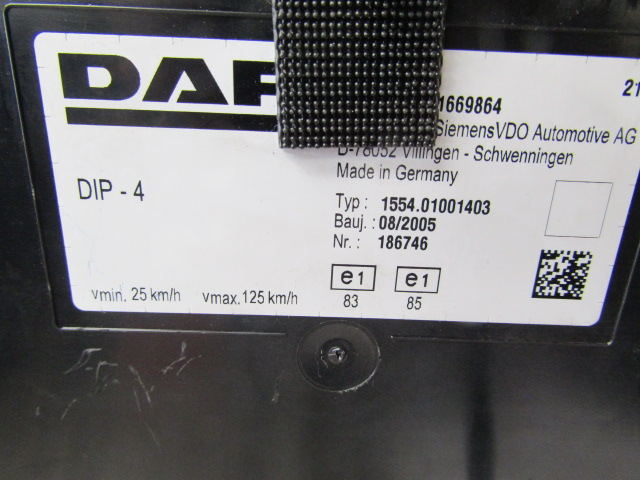 DAF
21
1669864
SiemensVDO Automotive AG
D-78052 Villingen - Schwenningen
Made in Germany
DIP - 4
Typ : 1554.01001403
Bauj. : 08/2005
Nr. : 186746
e1 e1
83 85
vmin. 25 km/h vmax. 125 km/h